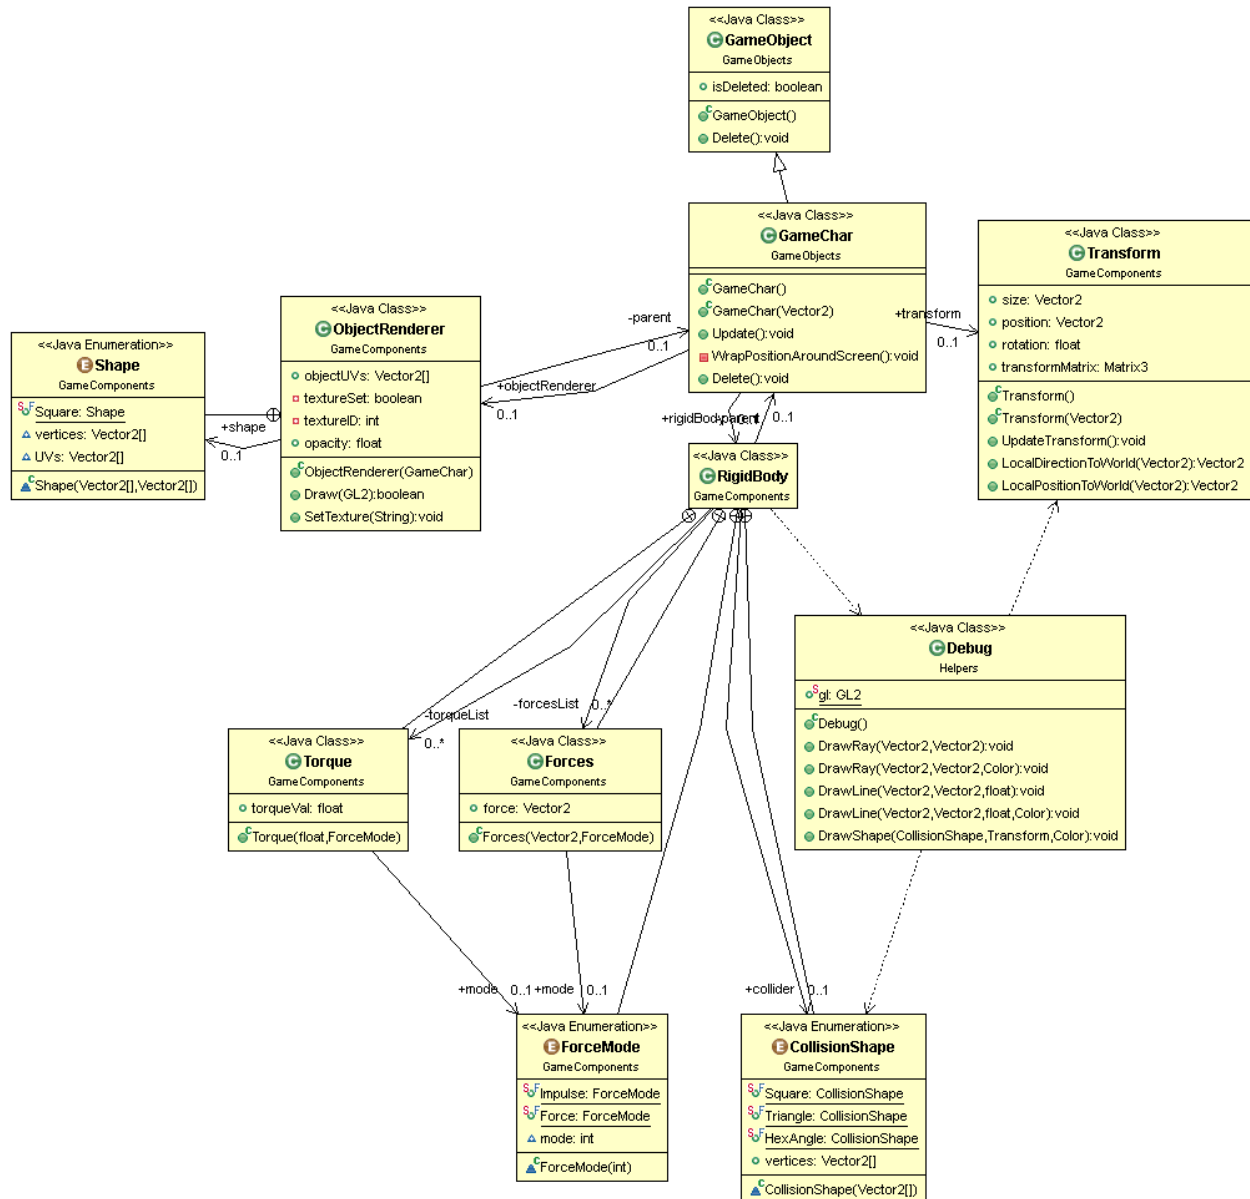 <<Java Class>>
GameObject
GameObjects
isDeleted: boolean
GameObject()
Delete():void
<<Java Class>>
GameChar
GameObjects
GameChar()
GameChar(Vector2)
Update():void
WrapPositionAroundScreen():void
Delete():void
<<Java Class>>
Transform
GameComponents
size: Vector2
position: Vector2
rotation: float
transformMatrix: Matrix3
Transform()
Transform(Vector2)
UpdateTransform():void
LocalDirectionToWorld(Vector2):Vector2
LocalPositionToWorld(Vector2):Vector2
+transform
0..1
<<Java Class>>
ObjectRenderer
GameComponents
objectUVs: Vector2[]
textureSet: boolean
textureID: int
opacity: float
ObjectRenderer(GameChar)
Draw(GL2):boolean
SetTexture(String):void
-parent
0..1
+objectRenderer
0..1
<<Java Enumeration>>
Shape
GameComponents
Square: Shape
vertices: Vector2[]
UVs: Vector2[]
Shape(Vector2[],Vector2[])
+shape
0..1
+rigidBody
-parent
0..1
0..1
<<Java Class>>
RigidBody
GameComponents
<<Java Class>>
Debug
Helpers
gl: GL2
Debug()
DrawRay(Vector2,Vector2):void
DrawRay(Vector2,Vector2,Color):void
DrawLine(Vector2,Vector2,float):void
DrawLine(Vector2,Vector2,float,Color):void
DrawShape(CollisionShape,Transform,Color):void
-torqueList
0..*
-forcesList
0..*
<<Java Class>>
Torque
GameComponents
torqueVal: float
Torque(float,ForceMode)
<<Java Class>>
Forces
GameComponents
force: Vector2
Forces(Vector2,ForceMode)
+mode
0..1
+mode
0..1
+collider
0..1
<<Java Enumeration>>
ForceMode
GameComponents
Impulse: ForceMode
Force: ForceMode
mode: int
ForceMode(int)
<<Java Enumeration>>
CollisionShape
GameComponents
Square: CollisionShape
Triangle: CollisionShape
HexAngle: CollisionShape
vertices: Vector2[]
CollisionShape(Vector2[])